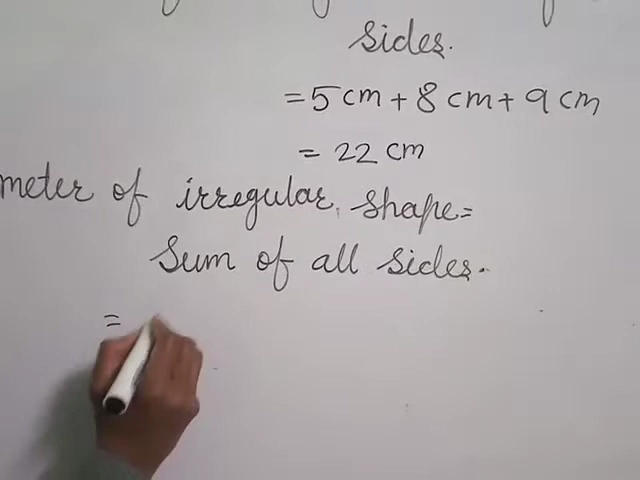 sides.
= 5 cm + 8 cm + 9 cm
= 22 cm
meter of irregular shape =
Sum of all sides.
=